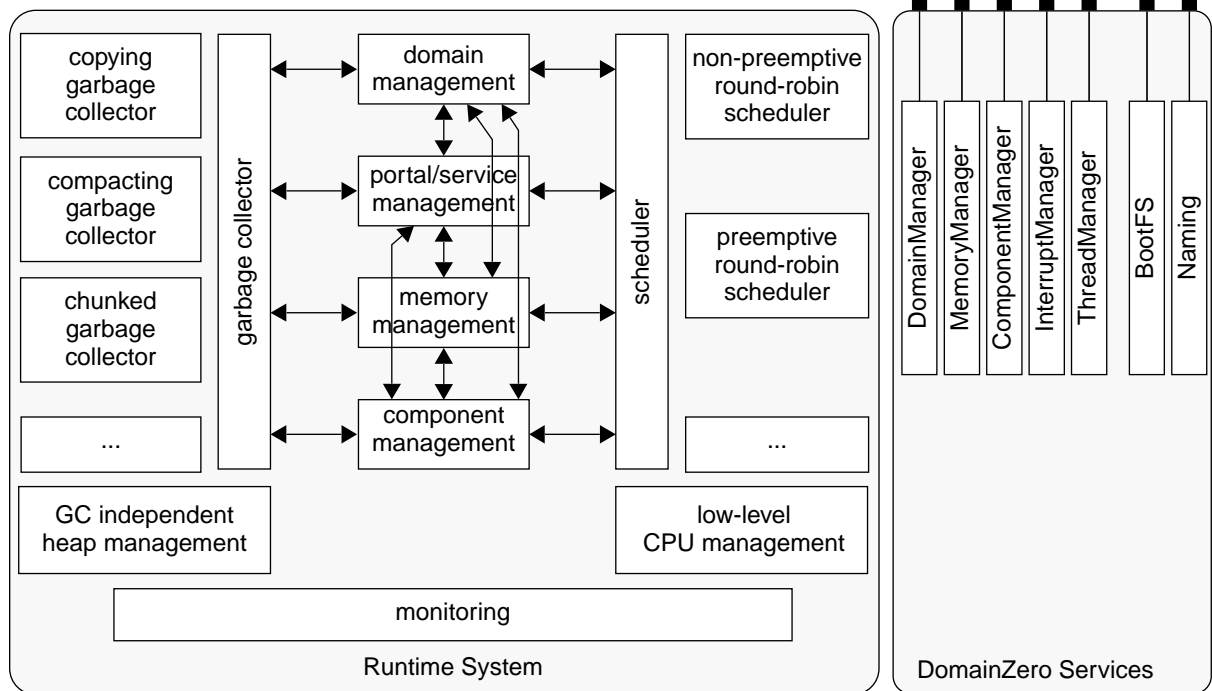 copying
garbage
collector
compacting
garbage
collector
chunked
garbage
collector
...
GC independent
heap management
garbage collector
domain
management
portal/service
management
memory
management
component
management
scheduler
non-preemptive
round-robin
scheduler
preemptive
round-robin
scheduler
...
low-level
CPU management
monitoring
Runtime System
DomainManager
MemoryManager
ComponentManager
InterruptManager
ThreadManager
BootFS
Naming
DomainZero Services